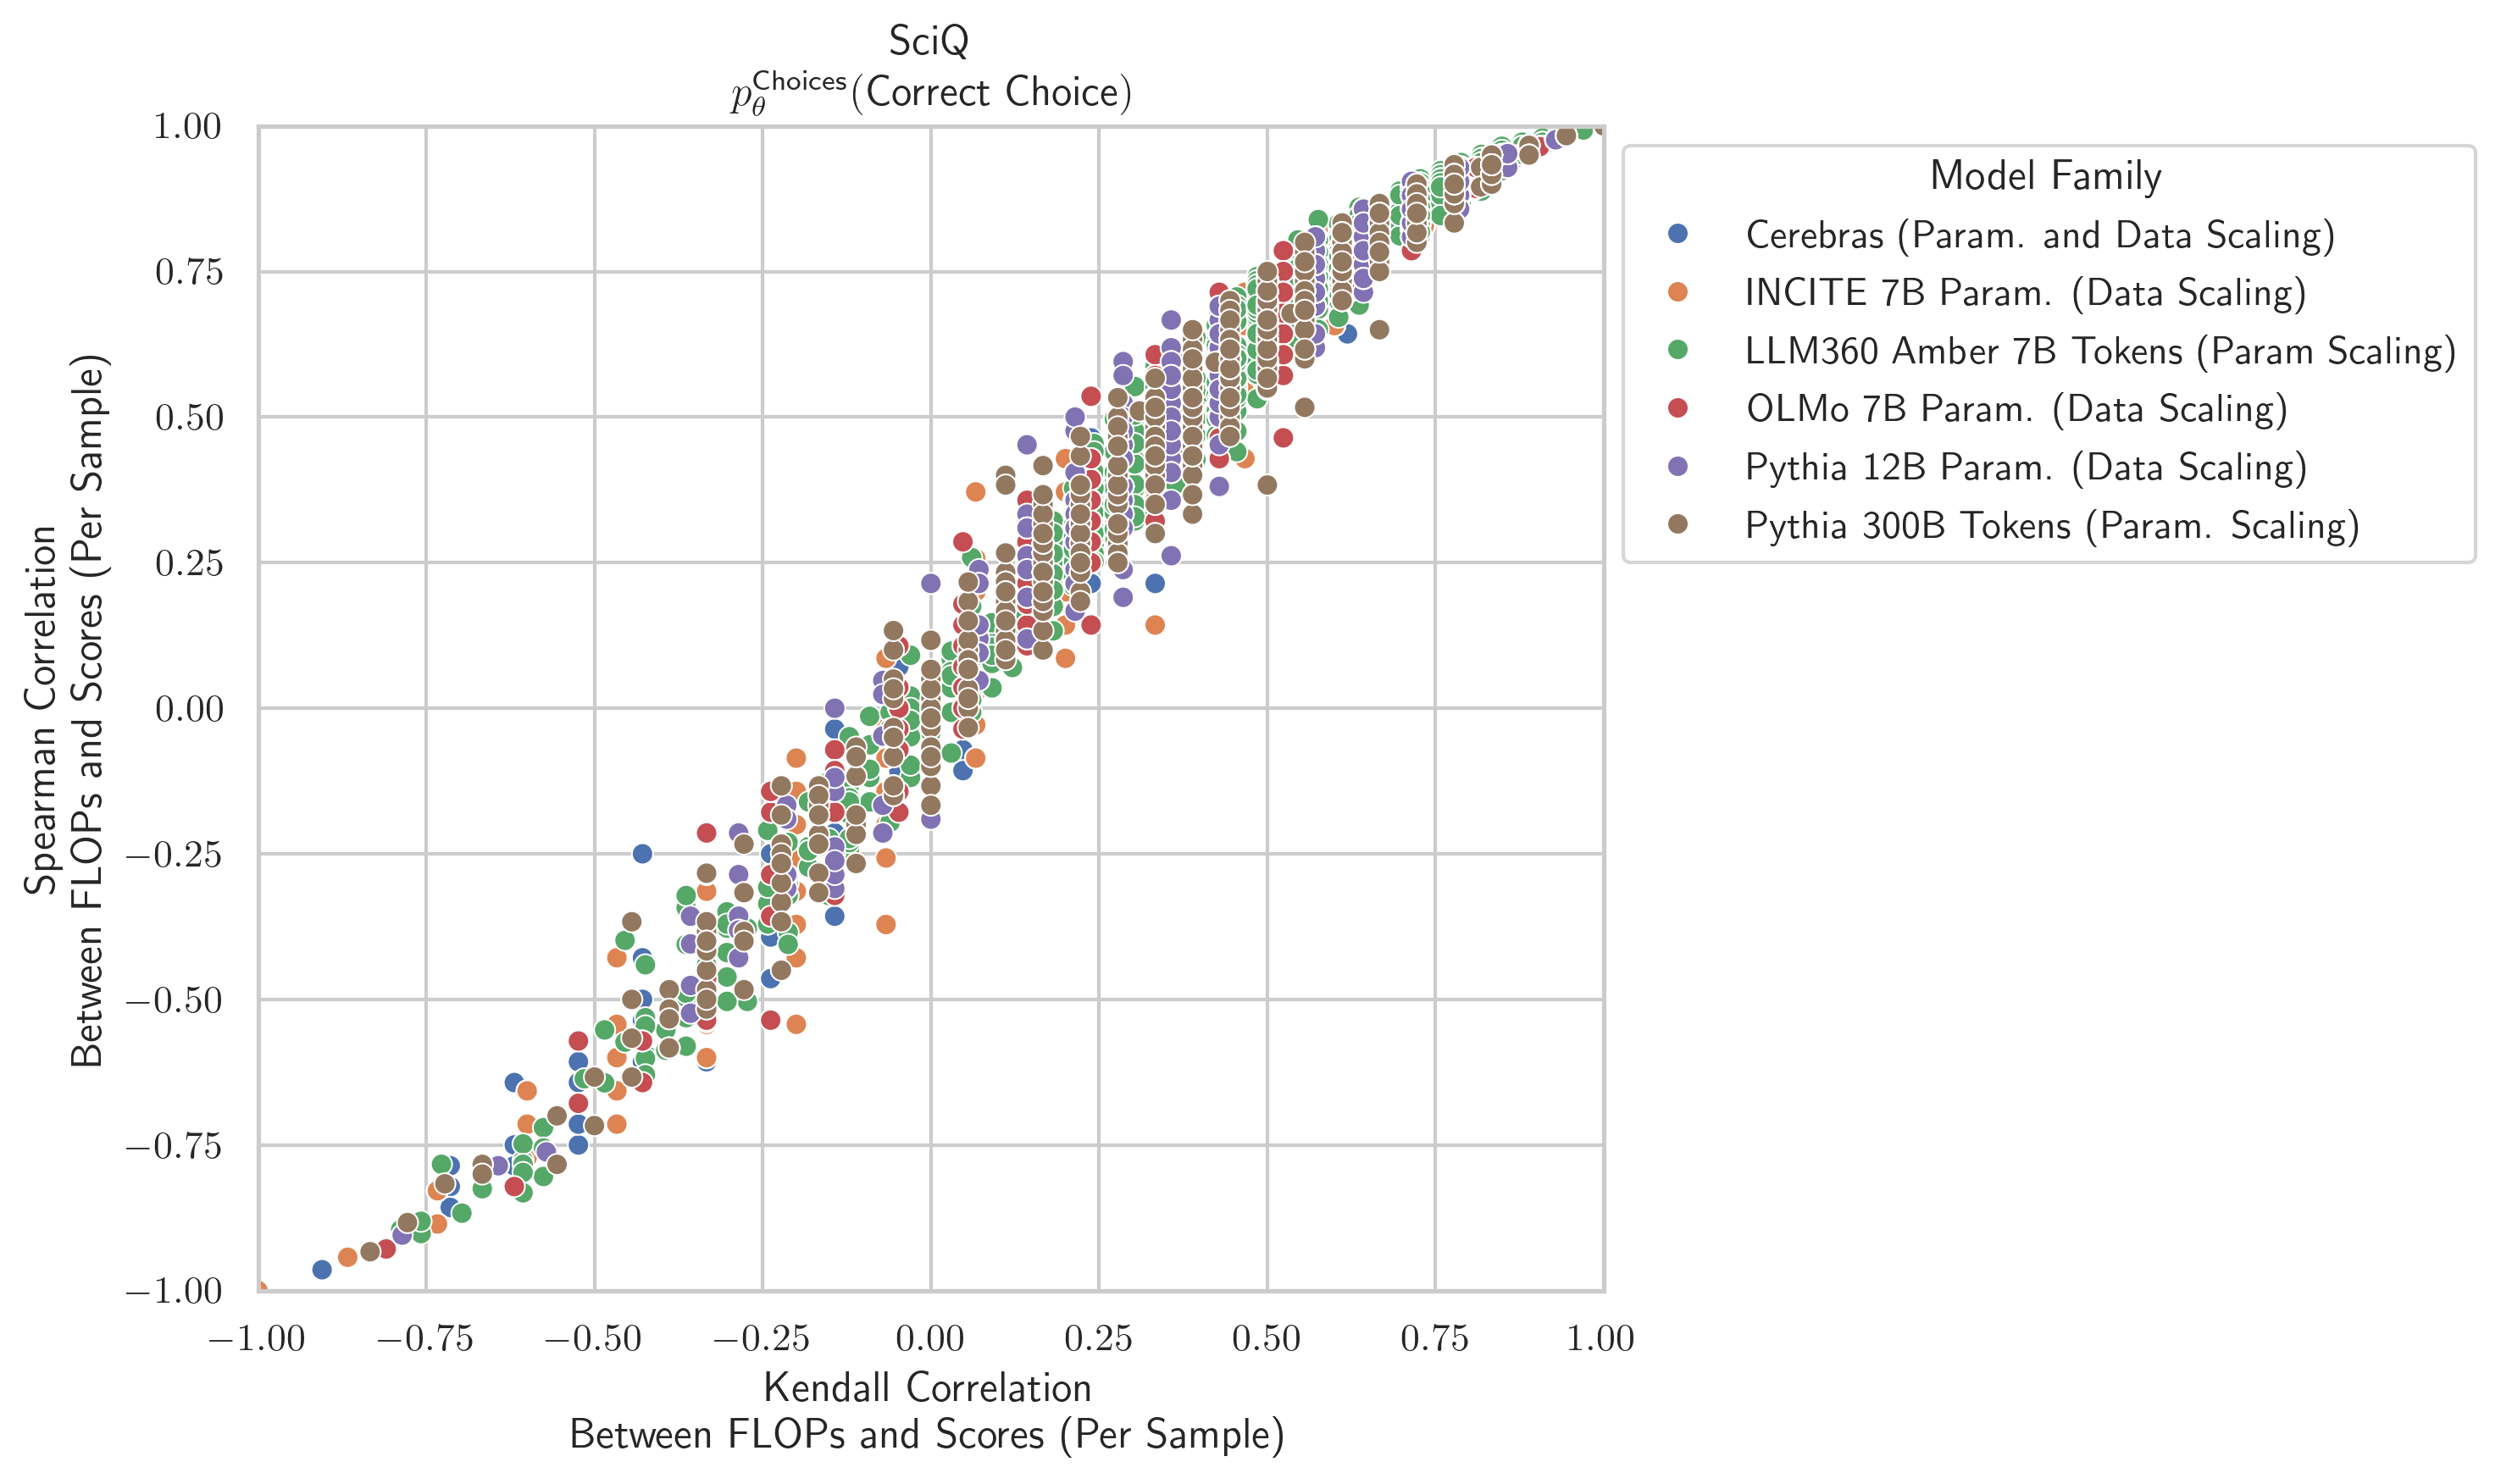 SciQ
p_θ^Choices(Correct Choice)
1.00
0.75
0.50
0.25
0.00
−0.25
−0.50
−0.75
−1.00
Spearman Correlation
Between FLOPs and Scores (Per Sample)
−1.00 −0.75 −0.50 −0.25 0.00 0.25 0.50 0.75 1.00
Kendall Correlation
Between FLOPs and Scores (Per Sample)
Model Family
Cerebras (Param. and Data Scaling)
INCITE 7B Param. (Data Scaling)
LLM360 Amber 7B Tokens (Param Scaling)
OLMo 7B Param. (Data Scaling)
Pythia 12B Param. (Data Scaling)
Pythia 300B Tokens (Param. Scaling)